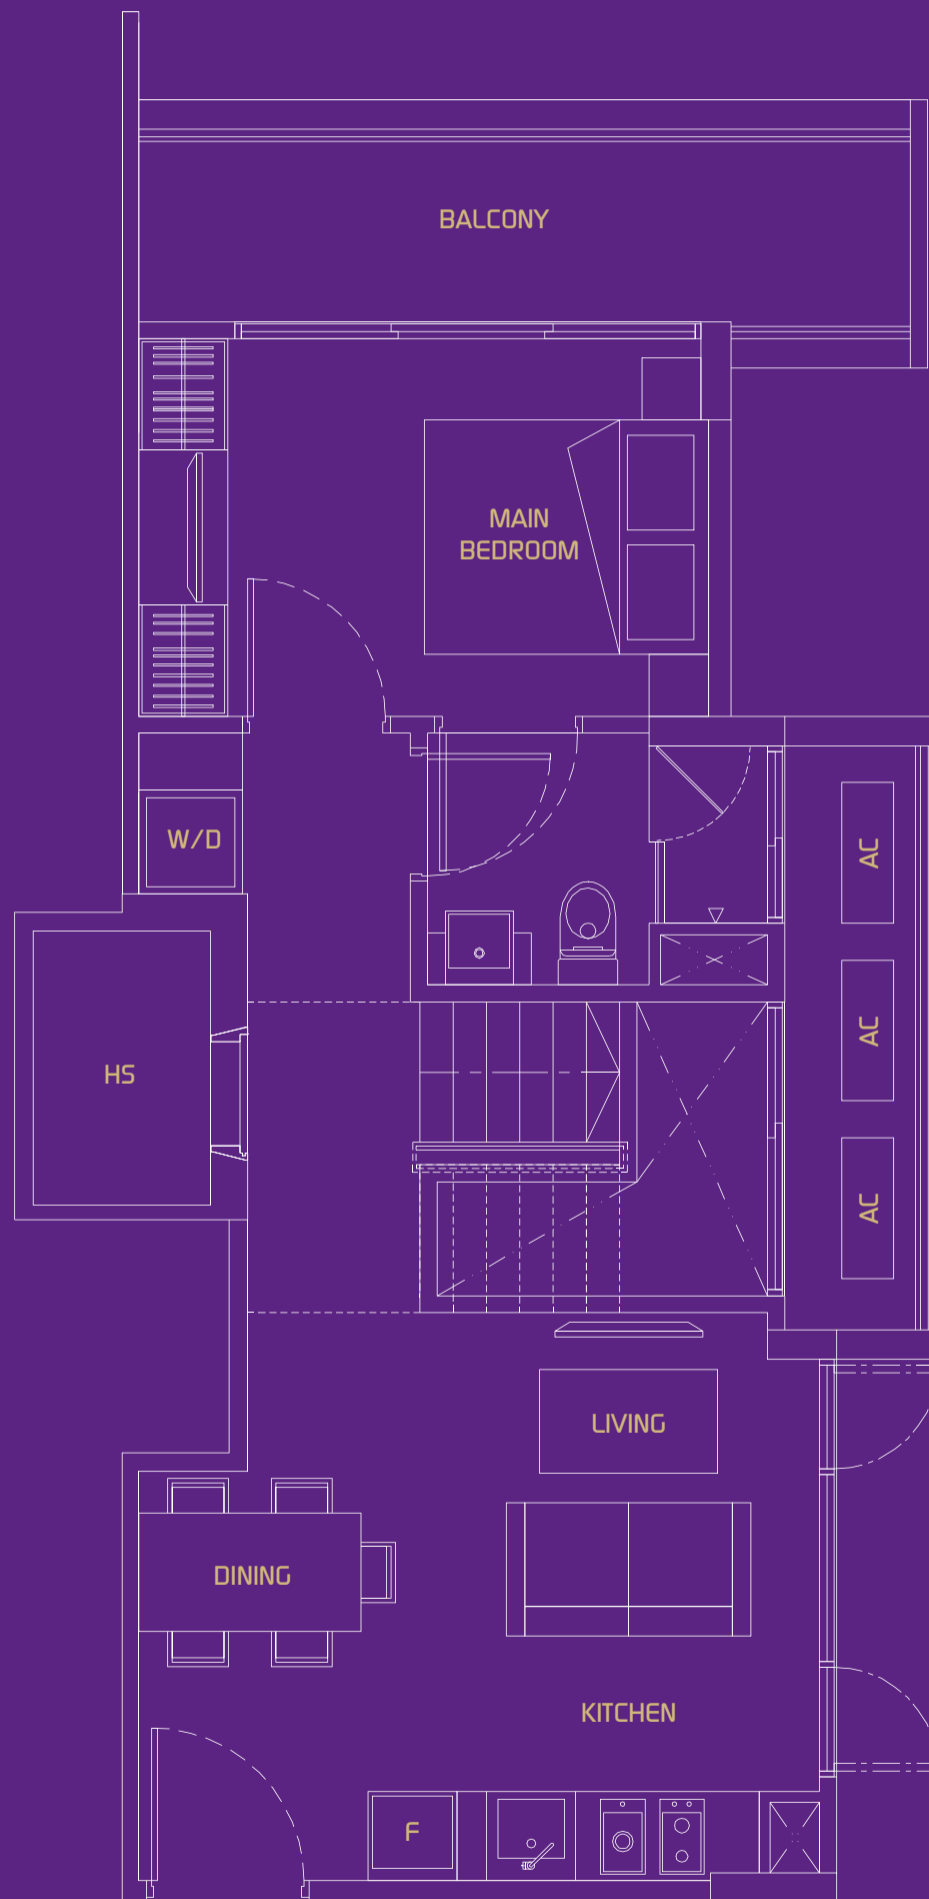 BALCONY
MAIN
BEDROOM
W/D
AC
AC
HS
AC
LIVING
DINING
KITCHEN
F